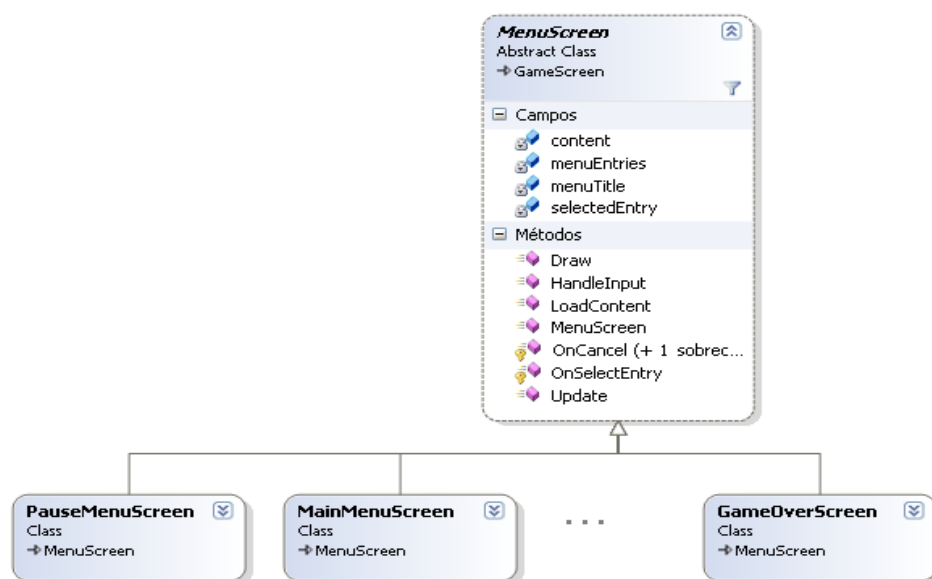 MenuScreen
Abstract Class
GameScreen
Campos
content
menuEntries
menuTitle
selectedEntry
Métodos
Draw
HandleInput
LoadContent
MenuScreen
OnCancel (+ 1 sobrec...
OnSelectEntry
Update
PauseMenuScreen
Class
MenuScreen
MainMenuScreen
Class
MenuScreen
...
GameOverScreen
Class
MenuScreen